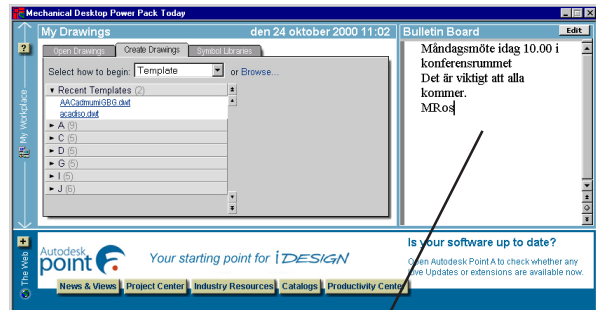 Mechanical Desktop Power Pack Today
My Drawings
den 24 oktober 2000 11:02
Bulletin Board
Edit
Open Drawings
Create Drawings
Symbol Libraries
Select how to begin: Template or Browse...
Recent Templates (2)
AACadmumiGBG.dwt
acadiso.dwt
A (9)
C (5)
D (5)
G (5)
I (5)
J (6)
Måndagsmöte idag 10.00 i
konferensrummet
Det är viktigt att alla
kommer.
MRos
My Workplace
The Web
Autodesk
point
Your starting point for iDESIGN
News & Views
Project Center
Industry Resources
Catalogs
Productivity Center
Is your software up to date?
Open Autodesk Point A to check whether any
Live Updates or extensions are available now.